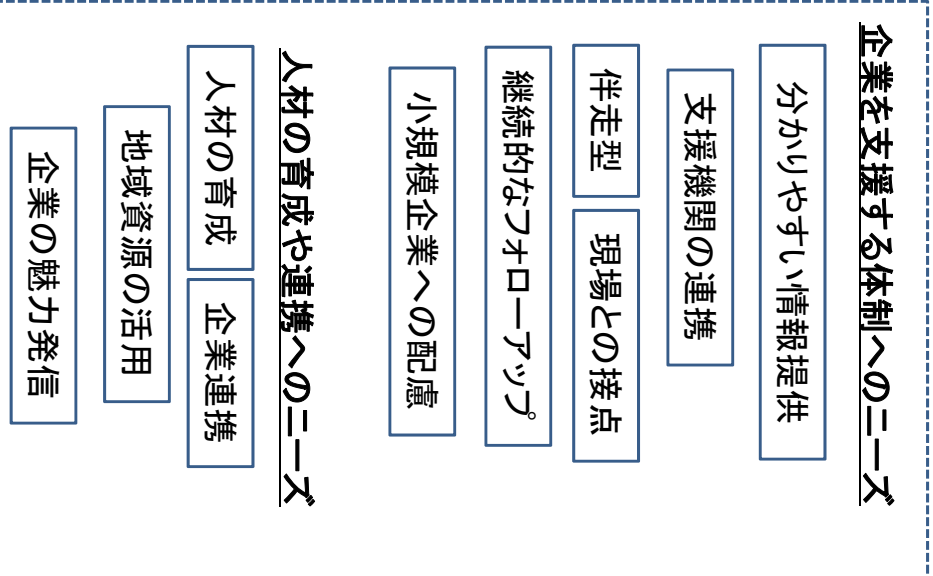 企業を支援する体制へのニーズ
分かりやすい情報提供
支援機関の連携
伴走型 現場との接点
継続的なフォローアップ
小規模企業への配慮
人材の育成や連携へのニーズ
人材の育成 企業連携
地域資源の活用
企業の魅力発信